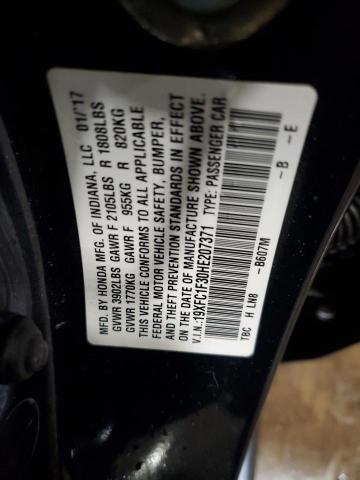 MFD. BY HONDA MFG. OF INDIANA, LLC 01/'17
GVWR 3902LBS GAWR F 2105LBS R 1808LBS
GVWR 1770KG GAWR F 955KG R 820KG
THIS VEHICLE CONFORMS TO ALL APPLICABLE
FEDERAL MOTOR VEHICLE SAFETY, BUMPER,
AND THEFT PREVENTION STANDARDS IN EFFECT
ON THE DATE OF MANUFACTURE SHOWN ABOVE.
V.I.N.:19XFC1F30HE207371 TYPE: PASSENGER CAR
TBC H LN8 -B607M -B -E